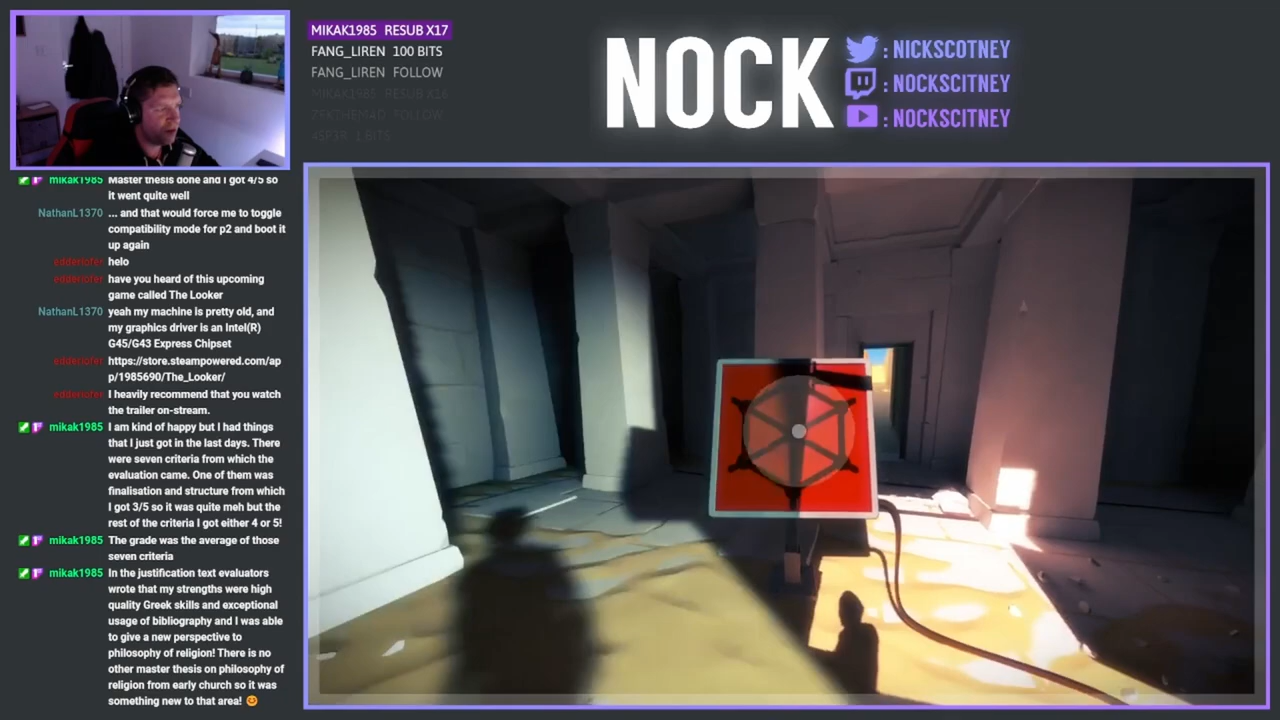 MIKAK1985 RESUB X17
FANG_LIREN 100 BITS
FANG_LIREN FOLLOW
MIKAK1985 RESUB X16
ZEKTHEMAD FOLLOW
NOCK
: NICKSCOTNEY
: NOCKSCITNEY
: NOCKSCITNEY
mikak1985 Master thesis done and I got 4/5 so
it went quite well
NathanL1370 ... and that would force me to toggle
compatibility mode for p2 and boot it
up again
edderiofer helo
edderiofer have you heard of this upcoming
game called The Looker
NathanL1370 yeah my machine is pretty old, and
my graphics driver is an Intel(R)
G45/G43 Express Chipset
edderiofer https://store.steampowered.com/ap
p/1985690/The_Looker/
edderiofer I heavily recommend that you watch
the trailer on-stream.
mikak1985 I am kind of happy but I had things
that I just got in the last days. There
were seven criteria from which the
evaluation came. One of them was
finalisation and structure from which
I got 3/5 so it was quite meh but the
rest of the criteria I got either 4 or 5!
mikak1985 The grade was the average of those
seven criteria
mikak1985 In the justification text evaluators
wrote that my strengths were high
quality Greek skills and exceptional
usage of bibliography and I was able
to give a new perspective to
philosophy of religion! There is no
other master thesis on philosophy of
religion from early church so it was
something new to that area!